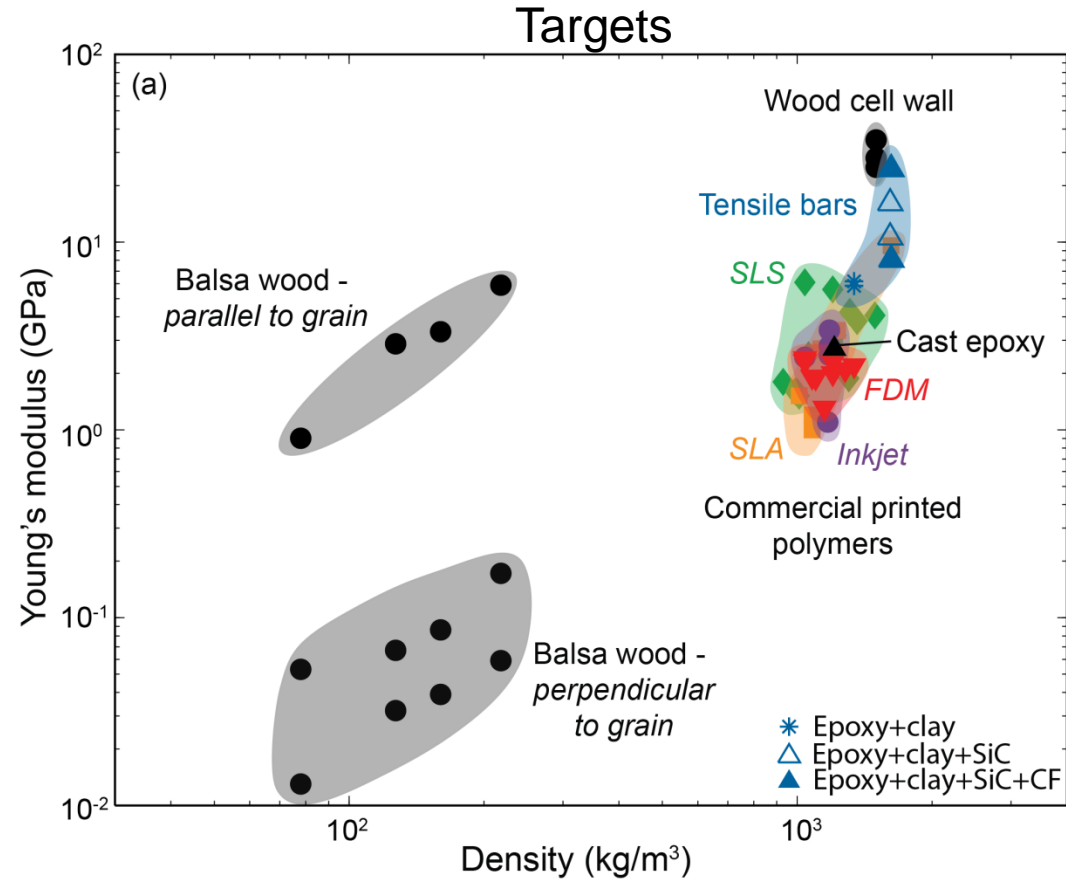 Targets
(a)
Wood cell wall
Tensile bars
Balsa wood -
parallel to grain
SLS
Cast epoxy
FDM
SLA
Inkjet
Commercial printed
polymers
Balsa wood -
perpendicular
to grain
Epoxy+clay
Epoxy+clay+SiC
Epoxy+clay+SiC+CF
Young's modulus (GPa)
10²
10¹
10⁰
10⁻¹
10⁻²
10²
10³
Density (kg/m³)